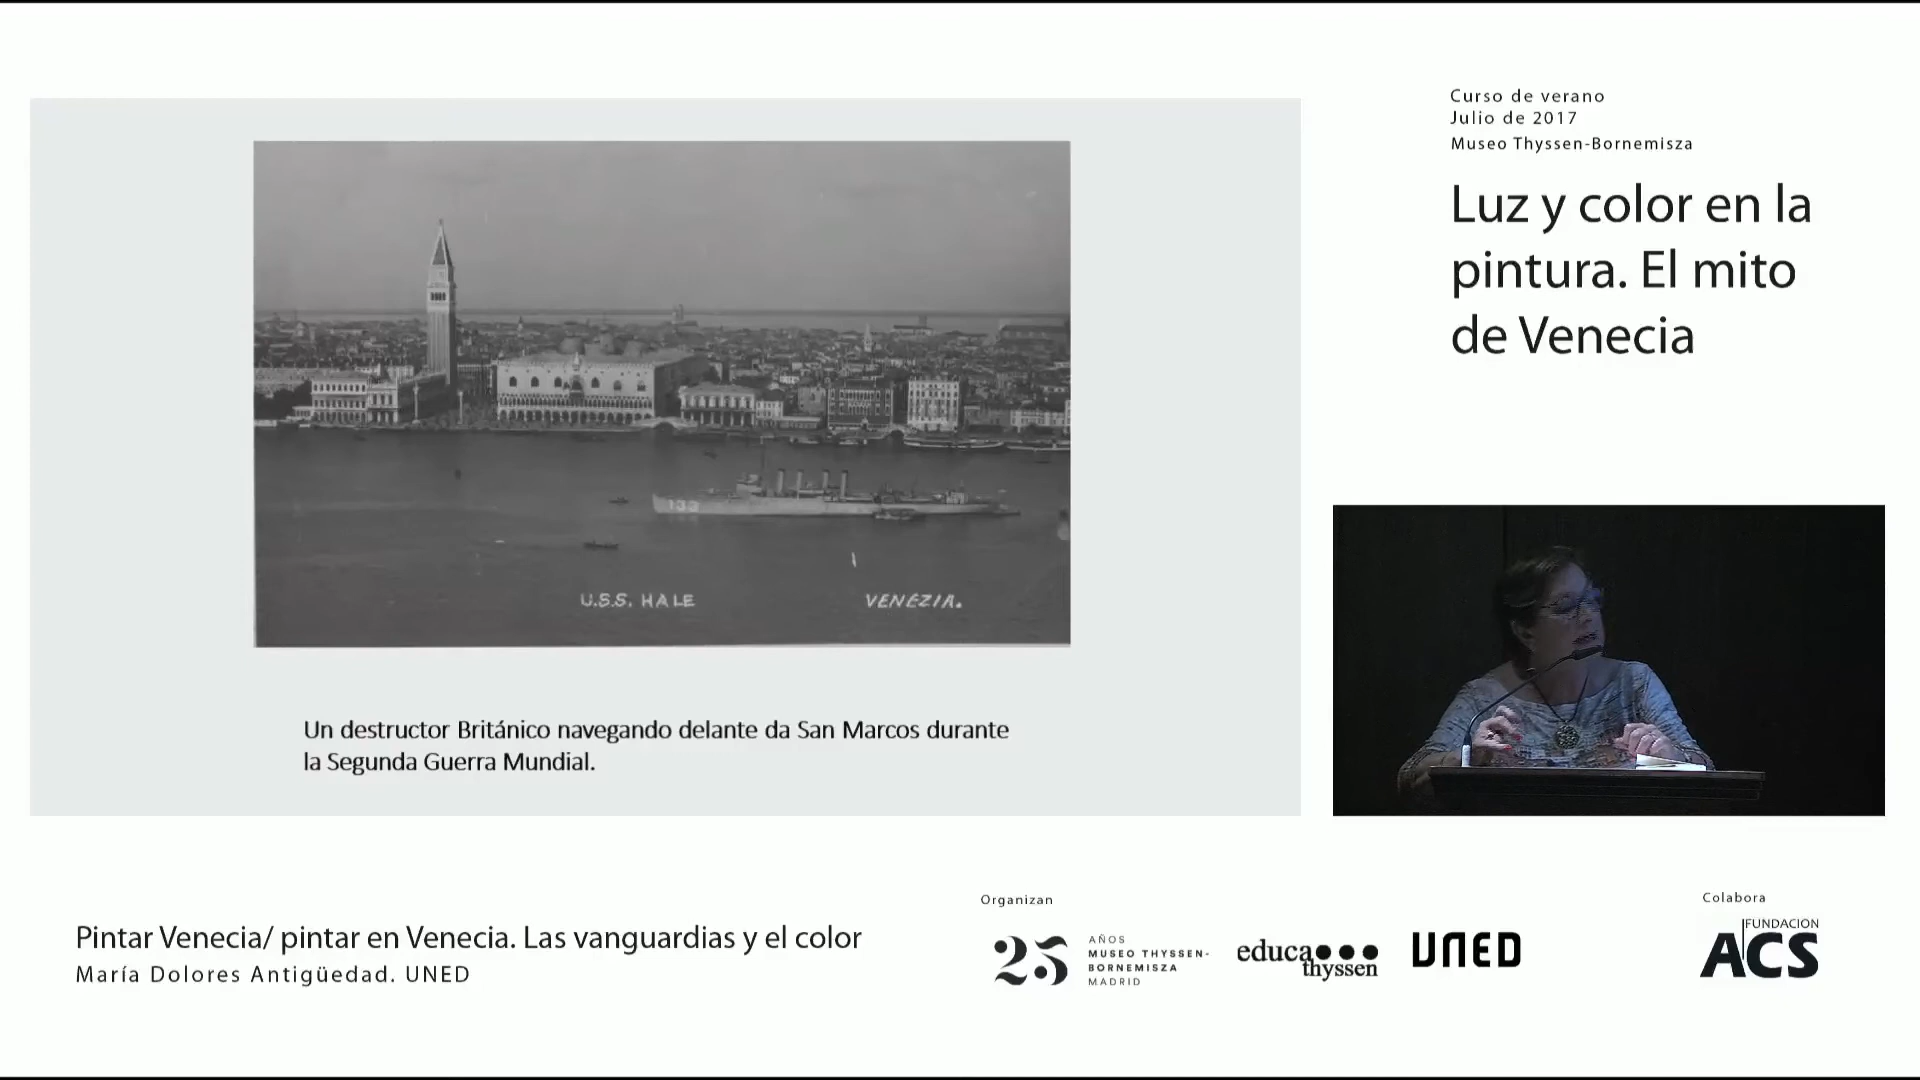 Curso de verano
Julio de 2017
Museo Thyssen-Bornemisza
Luz y color en la
pintura. El mito
de Venecia
133
U.S.S. HALE
VENEZIA.
Un destructor Británico navegando delante da San Marcos durante
la Segunda Guerra Mundial.
Pintar Venecia/ pintar en Venecia. Las vanguardias y el color
María Dolores Antigüedad. UNED
Organizan
25
AÑOS
MUSEO THYSSEN-
BORNEMISZA
MADRID
educa
thyssen
UNED
Colabora
FUNDACION
ACS